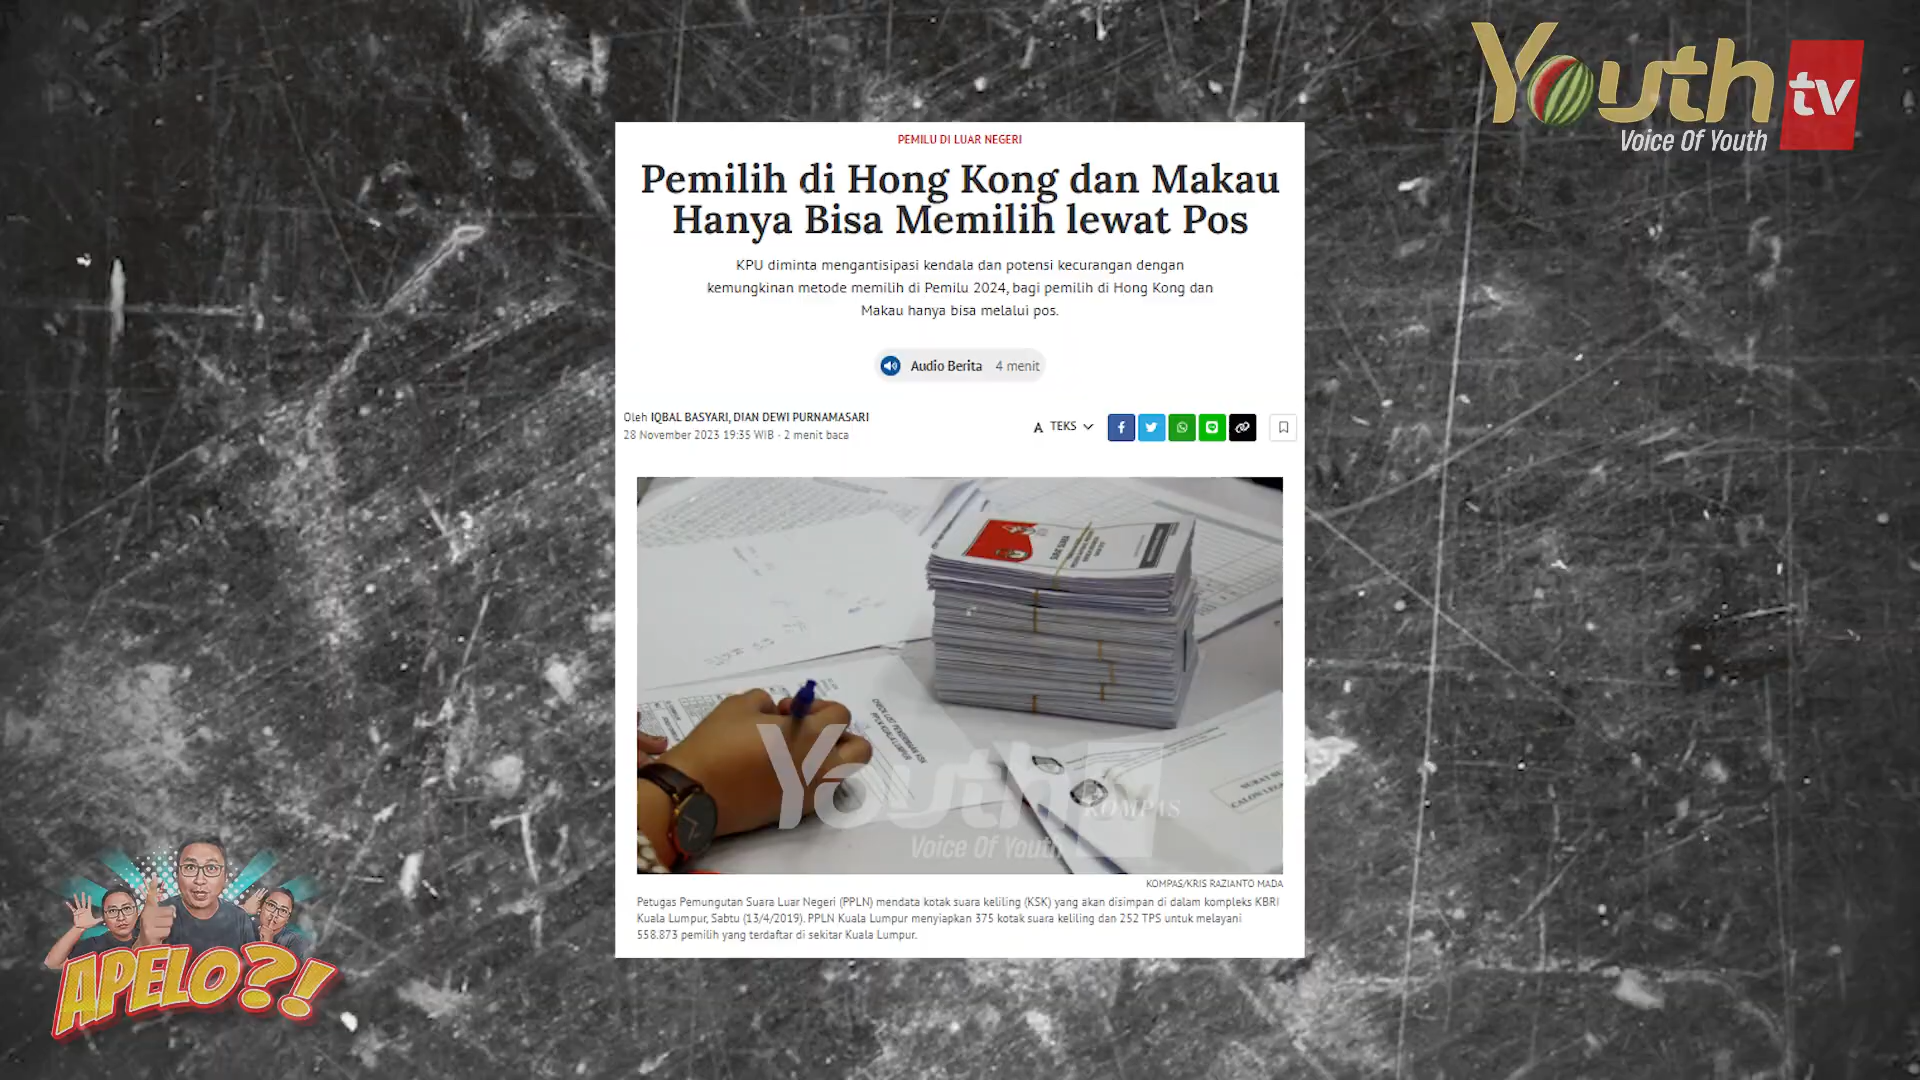 Youth tv
Voice Of Youth
PEMILU DI LUAR NEGERI
Pemilih di Hong Kong dan Makau
Hanya Bisa Memilih lewat Pos
KPU diminta mengantisipasi kendala dan potensi kecurangan dengan
kemungkinan metode memilih di Pemilu 2024, bagi pemilih di Hong Kong dan
Makau hanya bisa melalui pos.
Audio Berita 4 menit
Oleh IQBAL BASYARI, DIAN DEWI PURNAMASARI
28 November 2023 19:35 WIB - 2 menit baca
A TEKS
Youth
KOMPAS
Voice Of Youth
KOMPAS/KRIS RAZIANTO MADA
Petugas Pemungutan Suara Luar Negeri (PPLN) mendata kotak suara keliling (KSK) yang akan disimpan di dalam kompleks KBRI
Kuala Lumpur, Sabtu (13/4/2019). PPLN Kuala Lumpur menyiapkan 375 kotak suara keliling dan 252 TPS untuk melayani
558.873 pemilih yang terdaftar di sekitar Kuala Lumpur.
APELO?!